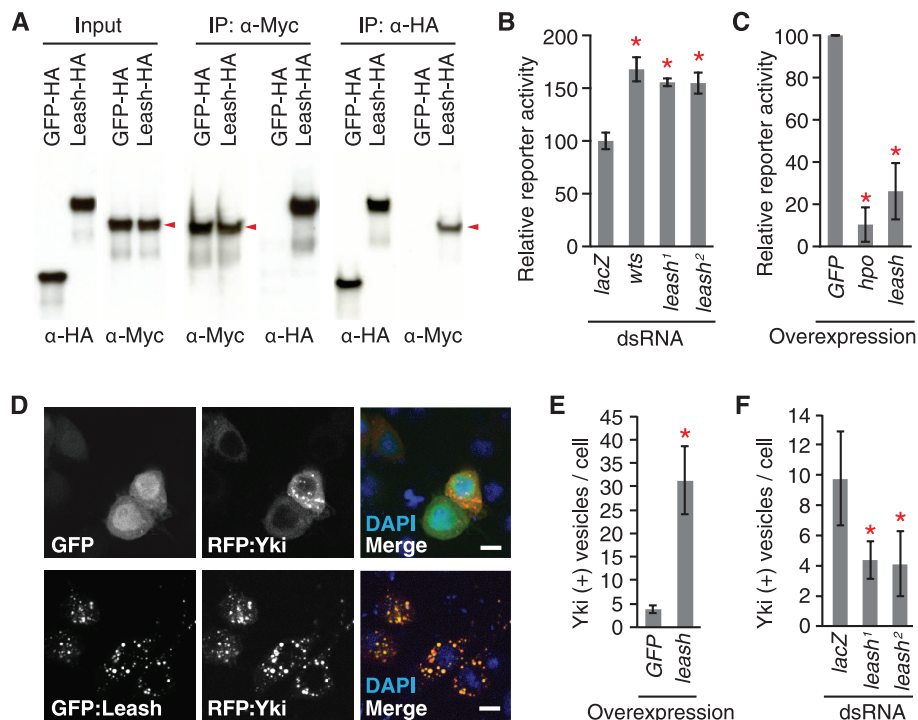 A
Input
IP: α-Myc
IP: α-HA
GFP-HA
Leash-HA
GFP-HA
Leash-HA
GFP-HA
Leash-HA
GFP-HA
Leash-HA
GFP-HA
Leash-HA
GFP-HA
Leash-HA
α-HA
α-Myc
α-Myc
α-HA
α-HA
α-Myc
B
Relative reporter activity
200
150
100
50
0
*
*
*
lacZ
wts
leash¹
leash²
dsRNA
C
Relative reporter activity
100
80
60
40
20
0
*
*
GFP
hpo
leash
Overexpression
D
GFP
RFP:Yki
DAPI
Merge
GFP:Leash
RFP:Yki
DAPI
Merge
E
Yki (+) vesicles / cell
45
40
35
30
25
20
15
10
5
0
*
GFP
leash
Overexpression
F
Yki (+) vesicles / cell
14
12
10
8
6
4
2
0
*
*
lacZ
leash¹
leash²
dsRNA